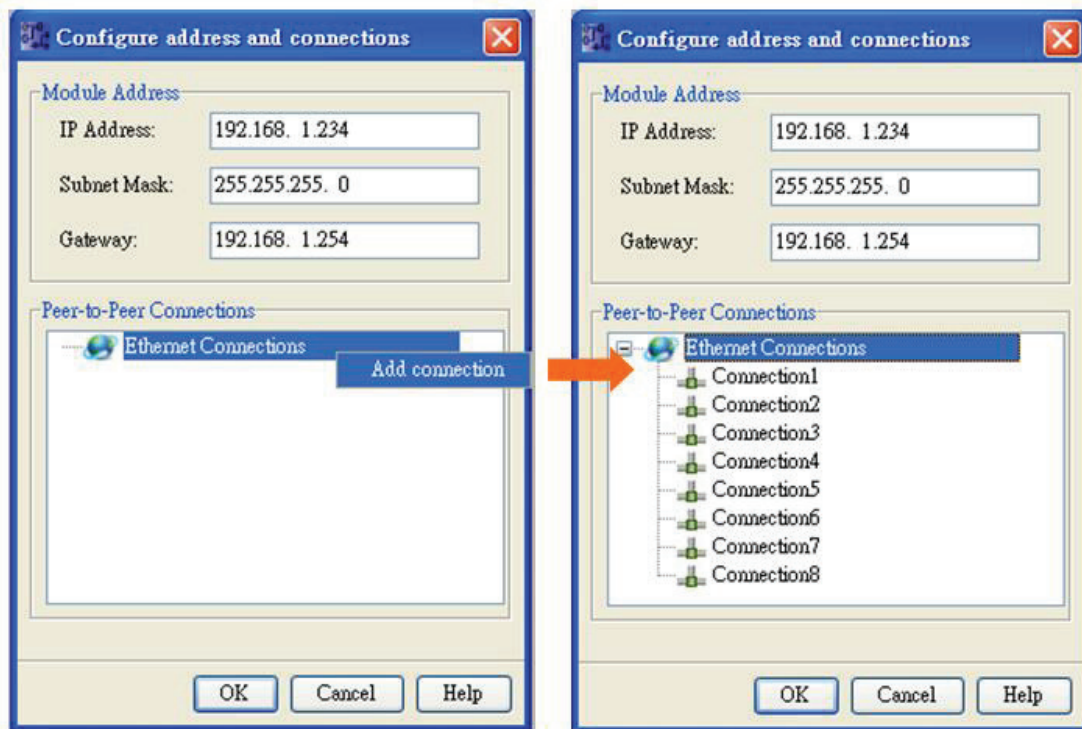 Configure address and connections
Module Address
IP Address: 192.168. 1.234
Subnet Mask: 255.255.255. 0
Gateway: 192.168. 1.254
Peer-to-Peer Connections
Ethernet Connections
Add connection
OK Cancel Help
Configure address and connections
Module Address
IP Address: 192.168. 1.234
Subnet Mask: 255.255.255. 0
Gateway: 192.168. 1.254
Peer-to-Peer Connections
Ethernet Connections
Connection1
Connection2
Connection3
Connection4
Connection5
Connection6
Connection7
Connection8
OK Cancel Help